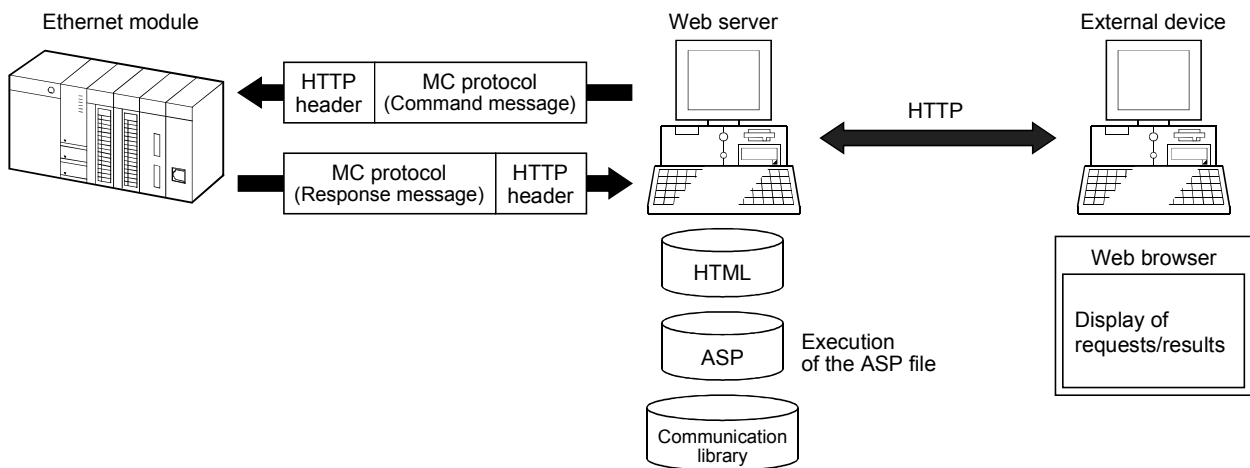 Ethernet module
Web server
External device
HTTP
header
MC protocol
(Command message)
HTTP
MC protocol
(Response message)
HTTP
header
HTML
ASP
Execution
of the ASP file
Communication
library
Web browser
Display of
requests/results